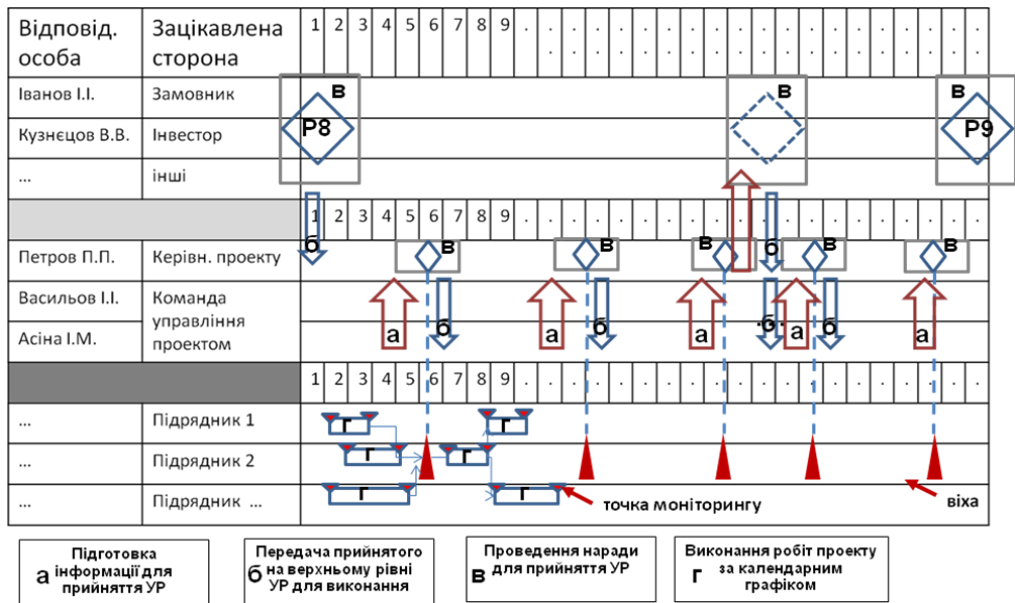 Відповід. Зацікавлена 1 2 3 4 5 6 7 8 9 . . . . . . . . . . . . . . . . . . . .
особа сторона . . . . . . . . . . . . . . . . . . . .
Іванов І.І. Замовник в в в
Кузнєцов В.В. Інвестор P8 P9
... інші
1 2 3 4 5 6 7 8 9 . . . . . . . . . . . . . . . . . . . .
б б
Петров П.П. Керівн. проекту в в в в в
Васильов І.І. Команда
управління
Асіна І.М. проектом а б а б а .б. а б а
1 2 3 4 5 6 7 8 9 . . . . . . . . . . . . . . . . . . . .
... Підрядник 1 г г
... Підрядник 2 г г
... Підрядник ... г г точка моніторингу віха
Підготовка
а інформації для
прийняття УР
Передача прийнятого
б на верхньому рівні
УР для виконання
Проведення наради
в для прийняття УР
Виконання робіт проекту
г за календарним
графіком